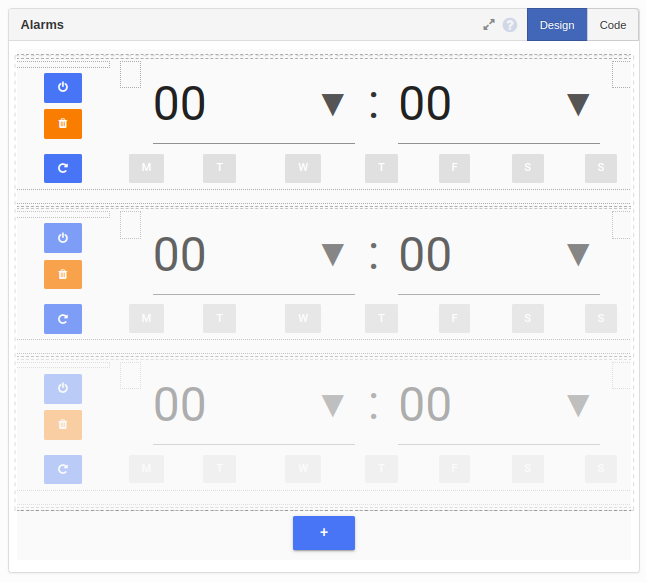 Alarms ? Design Code
00 : 00
M T W T F S S
00 : 00
M T W T F S S
00 : 00
M T W T F S S
+